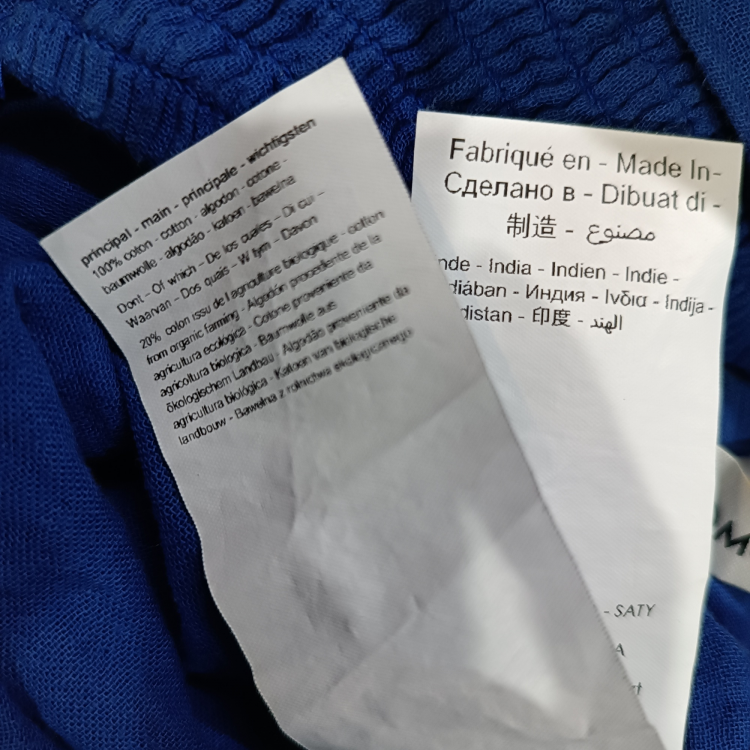 principal - main - principale - wichtigsten
100% coton - cotton - algodon - cotone -
baumwolle - algodão - katoan - bawelna
Dont - Of which - De los cuales - Di cui -
Waarvan - Dos quais - W tym - Davon
20% coton issu de l'agriculture biologique - cotton
from organic farming - Algodón procedente de la
agricultura ecológica - Cotone proveniente da
agricoltura biologica - Baumwolle aus
ökologischem Landbau - Algodão proveniente da
agricultura biológica - Katoen van biologische
landbouw - Bawełna z rolnictwa ekologicznego
Fabriqué en - Made In-
Сделано в - Dibuat di -
制造 - مصنوع
nde - India - Indien - Indie -
diában - Индия - Ινδια - Indija -
distan - 印度 - الهند
- SATY
A